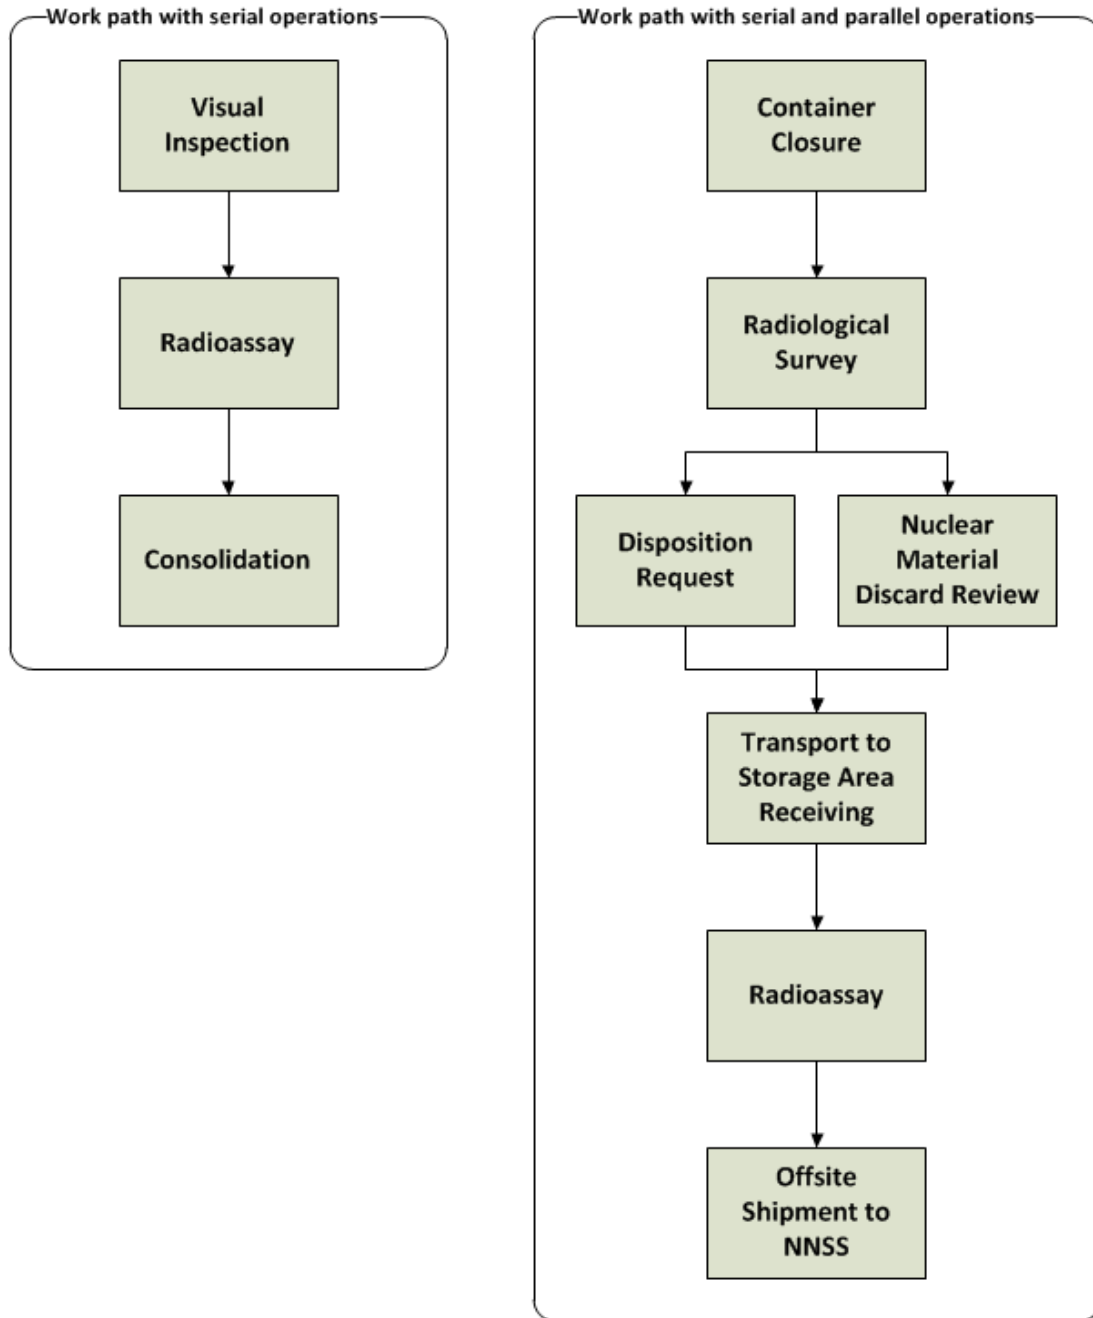 Work path with serial operations
Visual
Inspection
Radioassay
Consolidation
Work path with serial and parallel operations
Container
Closure
Radiological
Survey
Disposition
Request
Nuclear
Material
Discard Review
Transport to
Storage Area
Receiving
Radioassay
Offsite
Shipment to
NNSS